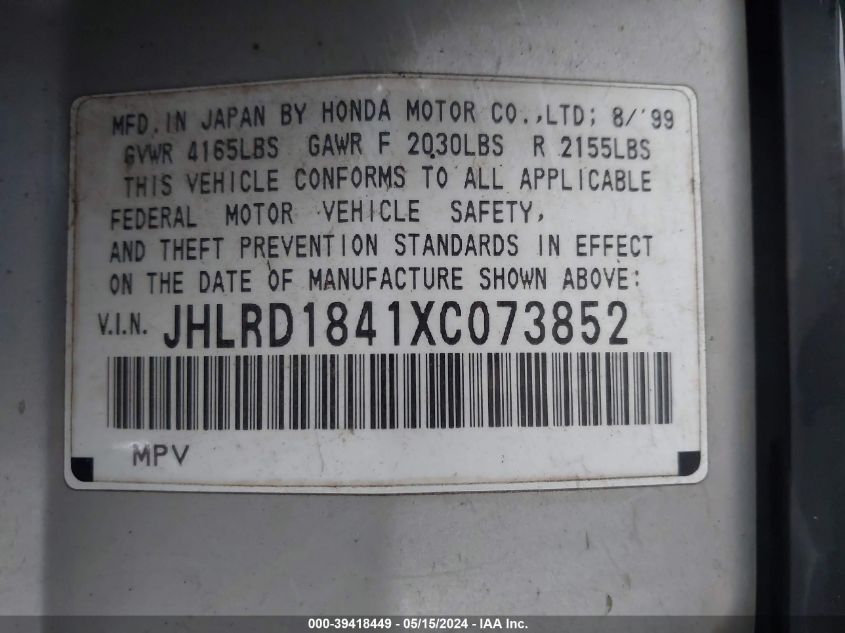 MFD. IN JAPAN BY HONDA MOTOR CO.,LTD; 8/'99
GVWR 4165LBS GAWR F 2030LBS R 2155LBS
THIS VEHICLE CONFORMS TO ALL APPLICABLE
FEDERAL MOTOR VEHICLE SAFETY,
AND THEFT PREVENTION STANDARDS IN EFFECT
ON THE DATE OF MANUFACTURE SHOWN ABOVE:
V.I.N. JHLRD1841XC073852
MPV
000-39418449 - 05/15/2024 - IAA Inc.